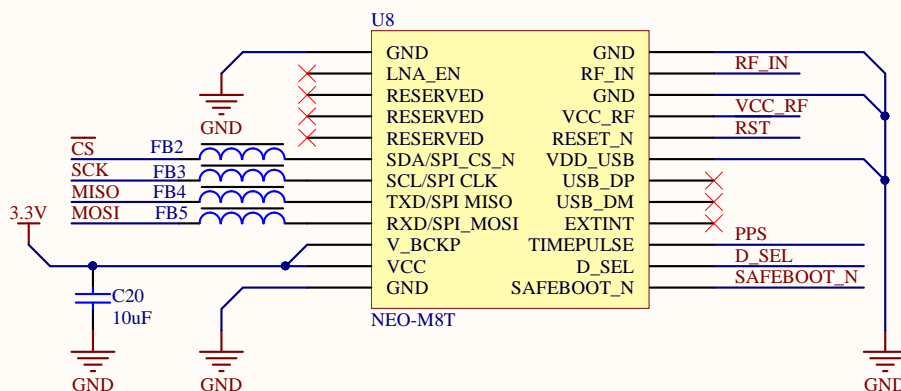 U8
GND GND
LNA_EN RF_IN RF_IN
RESERVED GND
GND RESERVED VCC_RF VCC_RF
RESERVED RESET_N RST
CS FB2 SDA/SPI_CS_N VDD_USB
SCK FB3 SCL/SPI CLK USB_DP
MISO FB4 TXD/SPI MISO USB_DM
MOSI FB5 RXD/SPI_MOSI EXTINT
3.3V V_BCKP TIMEPULSE PPS
VCC D_SEL D_SEL
GND SAFEBOOT_N SAFEBOOT_N
C20
10uF NEO-M8T
GND GND GND